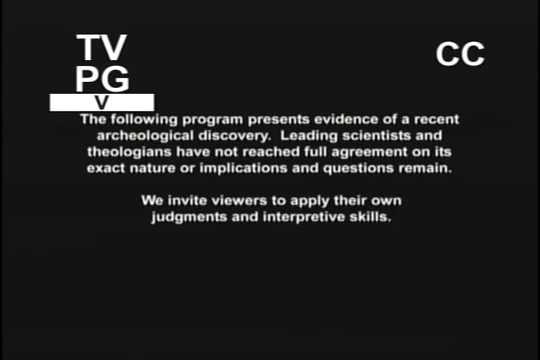 TV
PG
V
CC
The following program presents evidence of a recent
archeological discovery.  Leading scientists and
theologians have not reached full agreement on its
exact nature or implications and questions remain.
We invite viewers to apply their own
judgments and interpretive skills.